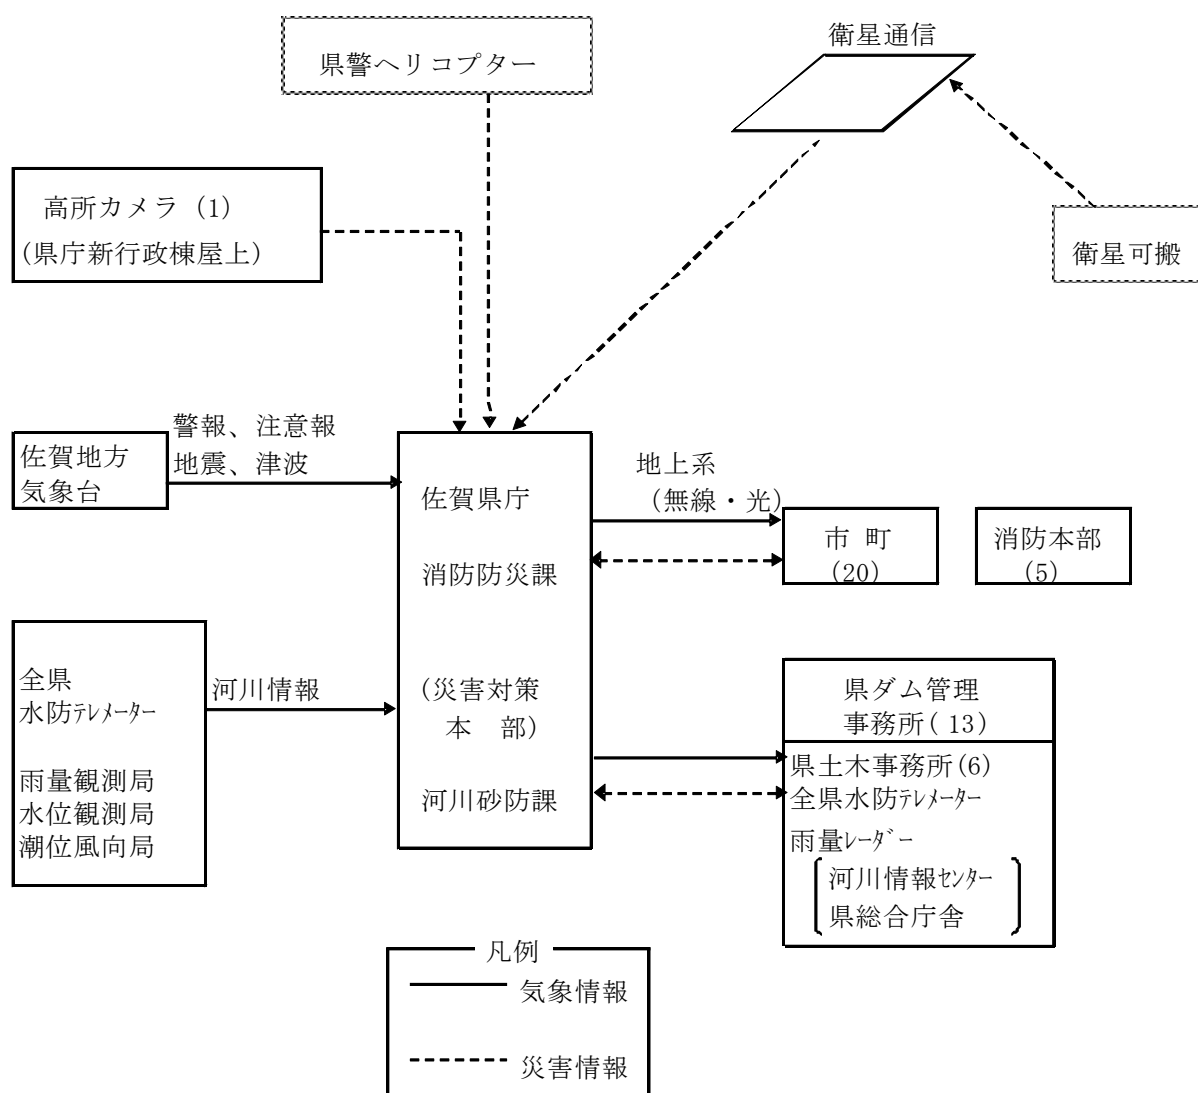 県警ヘリコプター
衛星通信
高所カメラ (1)
(県庁新行政棟屋上)
衛星可搬
警報、注意報
地震、津波
佐賀地方
気象台
佐賀県庁
消防防災課
(災害対策
本 部)
河川砂防課
地上系
(無線・光)
市 町
(20)
消防本部
(5)
全県
水防テレメーター
雨量観測局
水位観測局
潮位風向局
河川情報
県ダム管理
事務所( 13)
県土木事務所(6)
全県水防テレメーター
雨量レーダー
河川情報センター
県総合庁舎
凡例
気象情報
災害情報